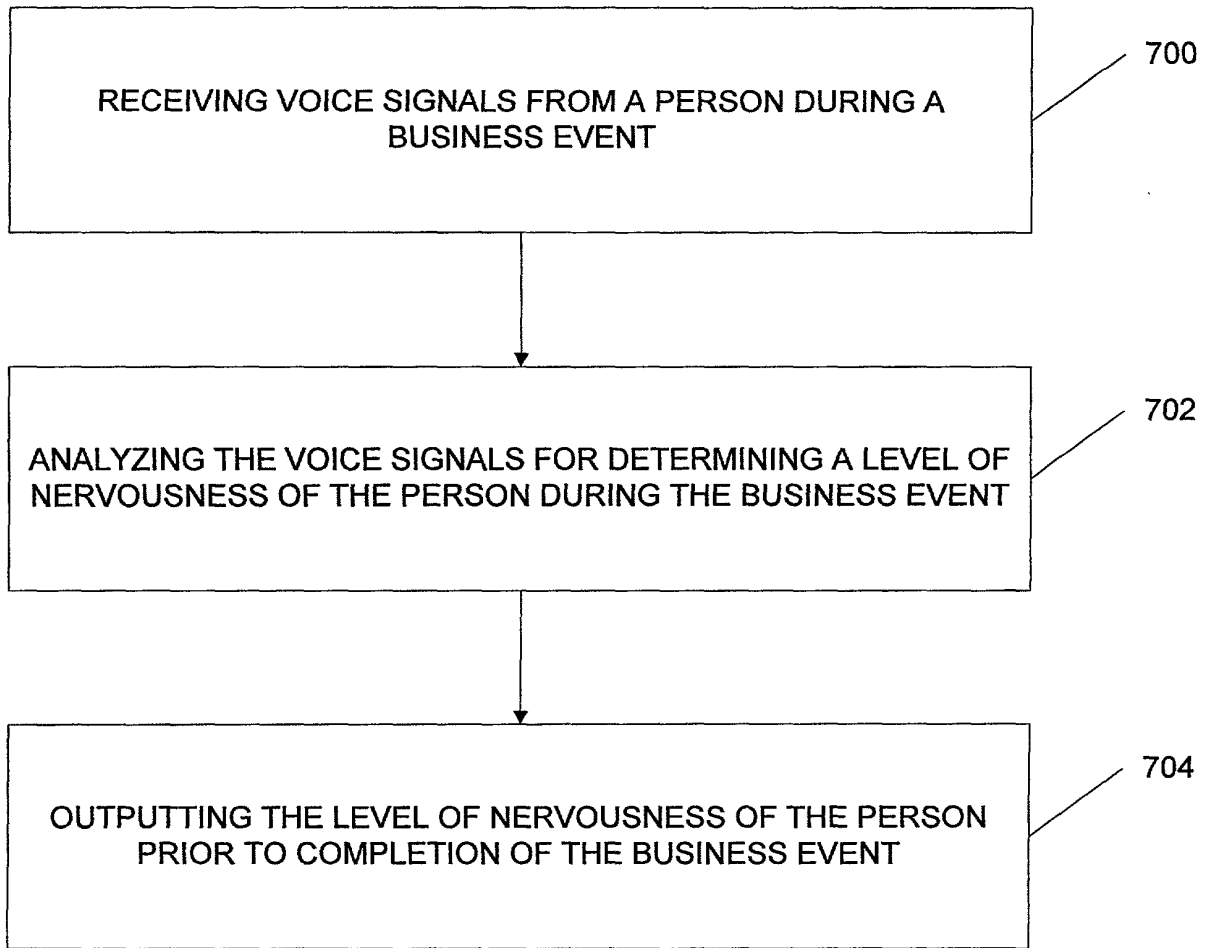 700
RECEIVING VOICE SIGNALS FROM A PERSON DURING A
BUSINESS EVENT
702
ANALYZING THE VOICE SIGNALS FOR DETERMINING A LEVEL OF
NERVOUSNESS OF THE PERSON DURING THE BUSINESS EVENT
704
OUTPUTTING THE LEVEL OF NERVOUSNESS OF THE PERSON
PRIOR TO COMPLETION OF THE BUSINESS EVENT